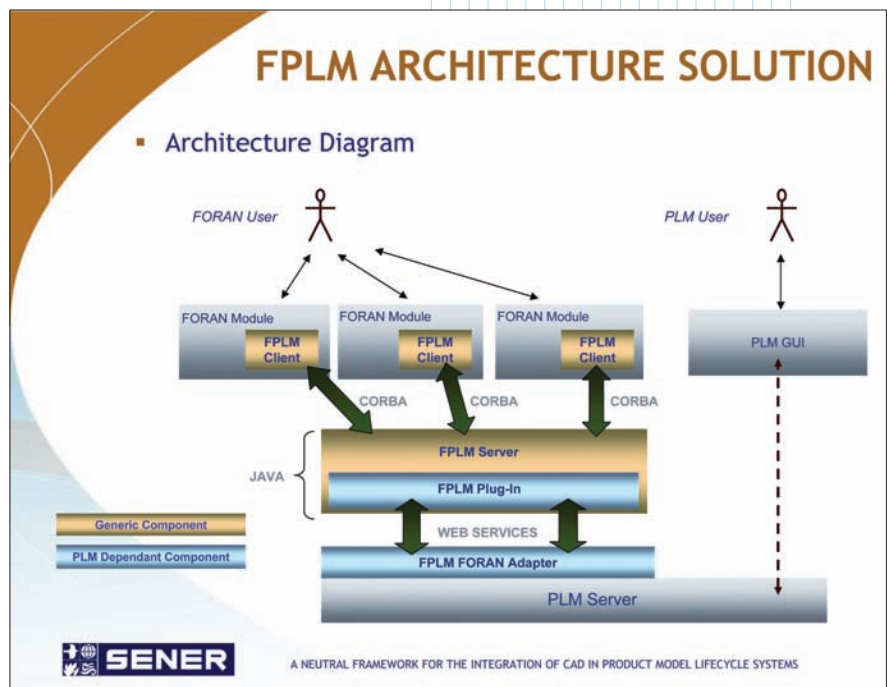 FPLM ARCHITECTURE SOLUTION
▪ Architecture Diagram
FORAN User
PLM User
FORAN Module
FPLM
Client
FORAN Module
FPLM
Client
FORAN Module
FPLM
Client
PLM GUI
CORBA
CORBA
CORBA
JAVA
FPLM Server
FPLM Plug-In
WEB SERVICES
Generic Component
PLM Dependant Component
FPLM FORAN Adapter
PLM Server
SENER
A NEUTRAL FRAMEWORK FOR THE INTEGRATION OF CAD IN PRODUCT MODEL LIFECYCLE SYSTEMS